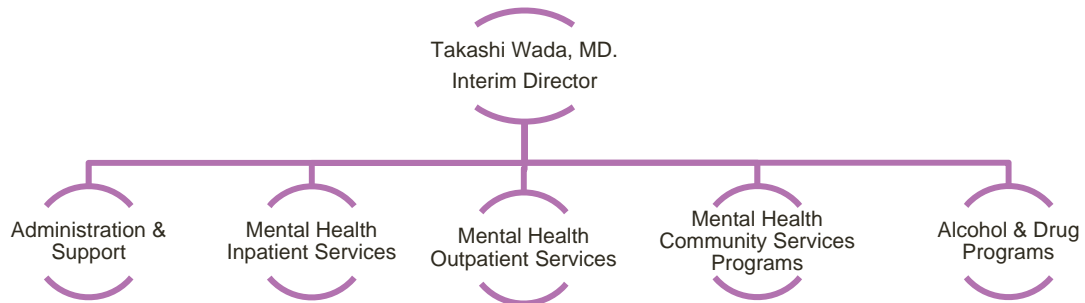 Takashi Wada, MD.
Interim Director
Administration &
Support
Mental Health
Inpatient Services
Mental Health
Outpatient Services
Mental Health
Community Services
Programs
Alcohol & Drug
Programs